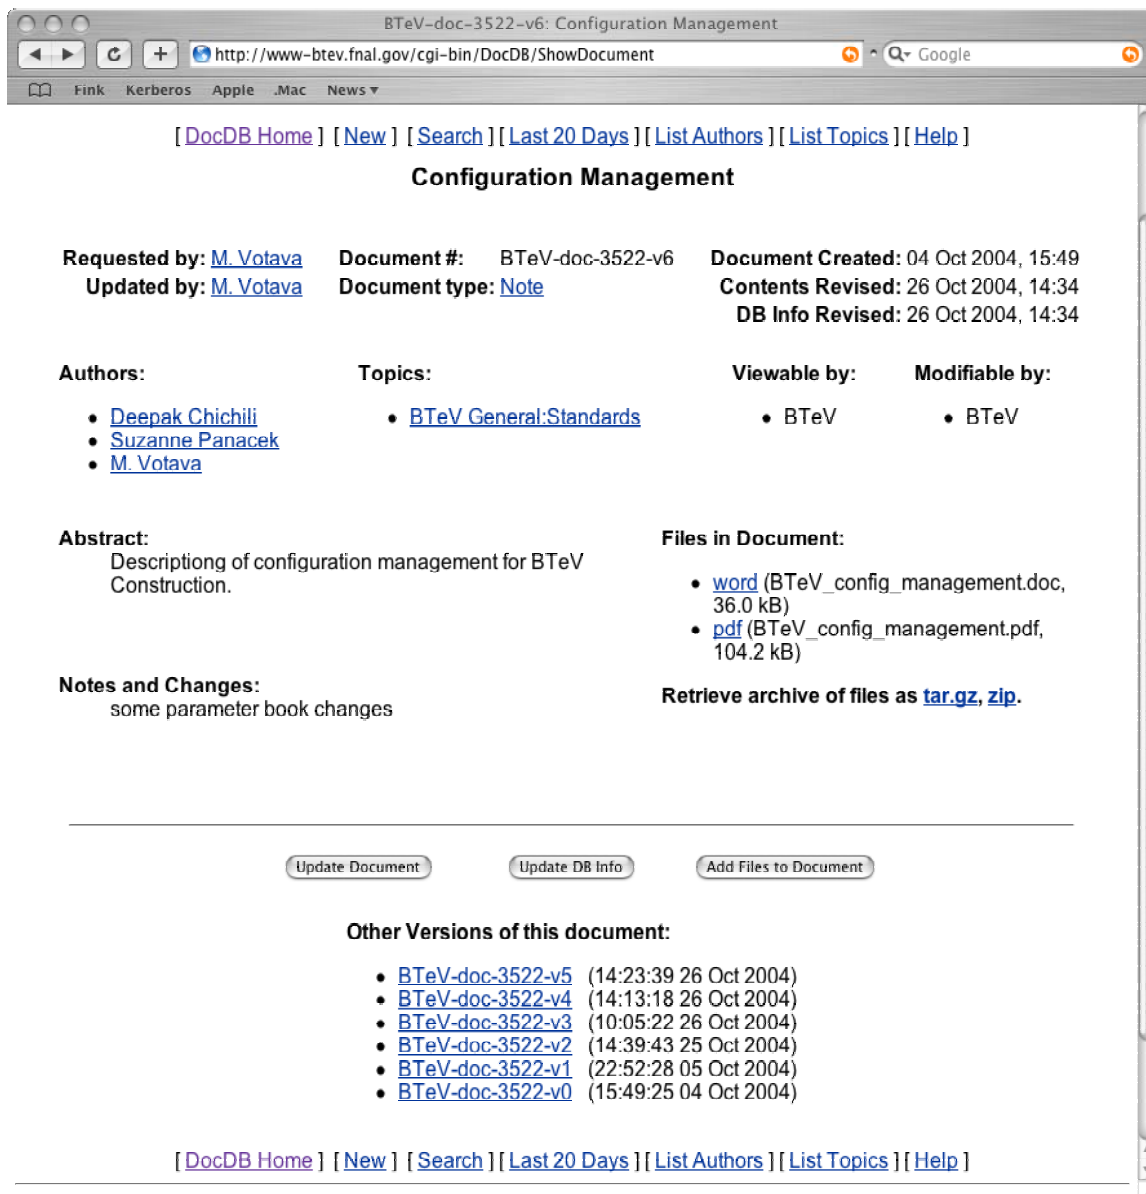 BTeV-doc-3522-v6: Configuration Management
http://www-btev.fnal.gov/cgi-bin/DocDB/ShowDocument Google
Fink Kerberos Apple .Mac News ▾
[ DocDB Home ] [ New ] [ Search ] [ Last 20 Days ] [ List Authors ] [ List Topics ] [ Help ]
Configuration Management
Requested by: M. Votava Document #: BTeV-doc-3522-v6 Document Created: 04 Oct 2004, 15:49
Updated by: M. Votava Document type: Note Contents Revised: 26 Oct 2004, 14:34
DB Info Revised: 26 Oct 2004, 14:34
Authors: Topics: Viewable by: Modifiable by:
• Deepak Chichili • BTeV General:Standards • BTeV • BTeV
• Suzanne Panacek
• M. Votava
Abstract: Files in Document:
Descriptiong of configuration management for BTeV
Construction.
• word (BTeV_config_management.doc,
36.0 kB)
• pdf (BTeV_config_management.pdf,
104.2 kB)
Notes and Changes:
some parameter book changes
Retrieve archive of files as tar.gz, zip.
Update Document Update DB Info Add Files to Document
Other Versions of this document:
• BTeV-doc-3522-v5 (14:23:39 26 Oct 2004)
• BTeV-doc-3522-v4 (14:13:18 26 Oct 2004)
• BTeV-doc-3522-v3 (10:05:22 26 Oct 2004)
• BTeV-doc-3522-v2 (14:39:43 25 Oct 2004)
• BTeV-doc-3522-v1 (22:52:28 05 Oct 2004)
• BTeV-doc-3522-v0 (15:49:25 04 Oct 2004)
[ DocDB Home ] [ New ] [ Search ] [ Last 20 Days ] [ List Authors ] [ List Topics ] [ Help ]